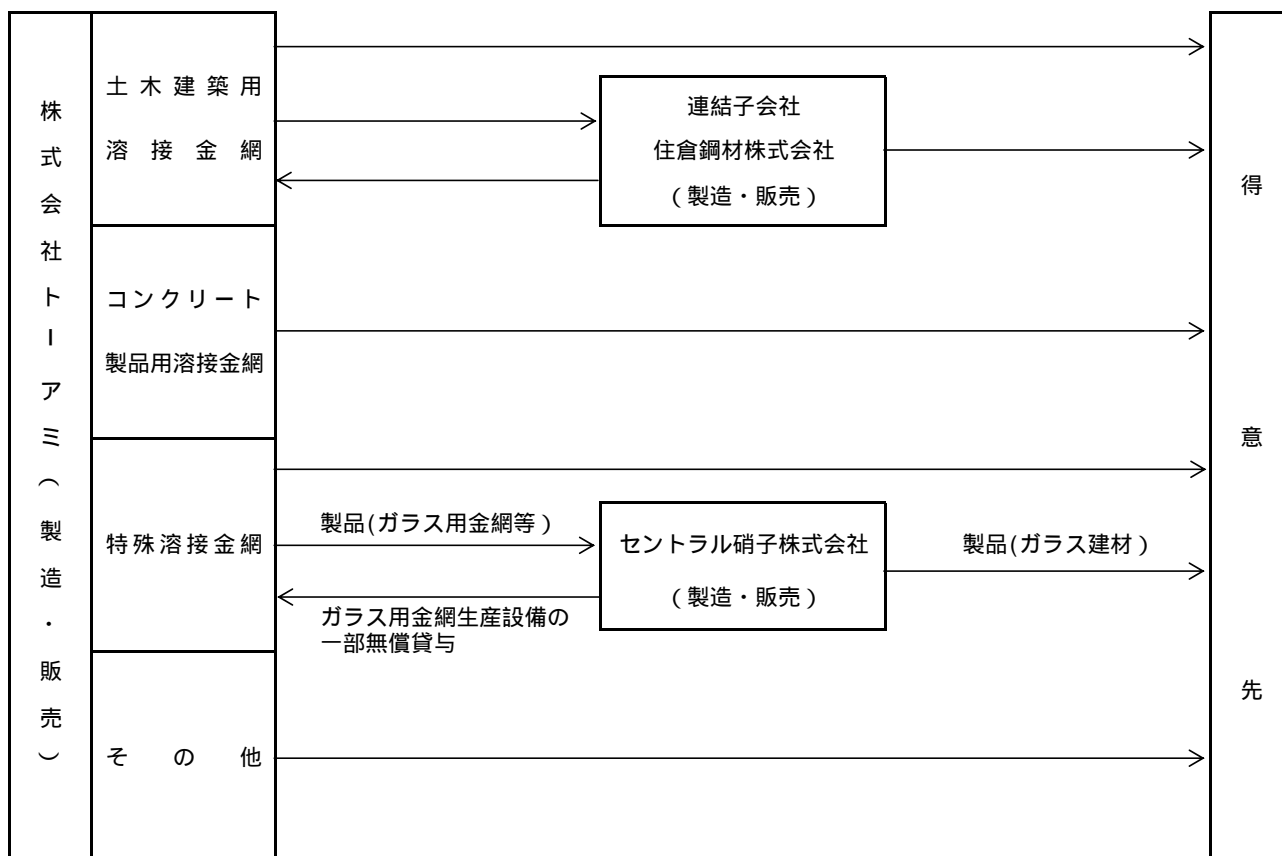 株式会社トーアミ(製造・販売)
土木建築用
溶接金網
連結子会社
住倉鋼材株式会社
(製造・販売)
コンクリート
製品用溶接金網
特殊溶接金網
製品(ガラス用金網等)
ガラス用金網生産設備の
一部無償貸与
セントラル硝子株式会社
(製造・販売)
製品(ガラス建材)
その他
得意先